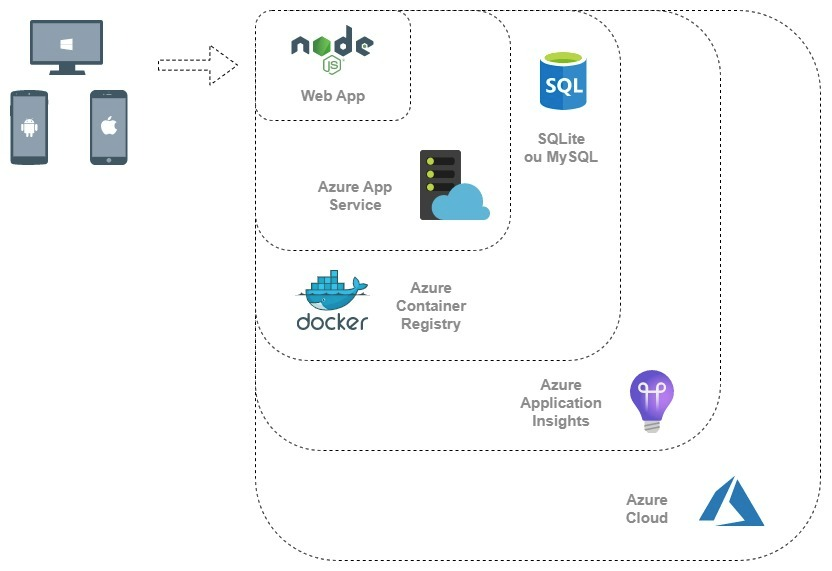 node
JS
Web App
SQL
SQLite
ou MySQL
Azure App
Service
docker
Azure
Container
Registry
Azure
Application
Insights
Azure
Cloud